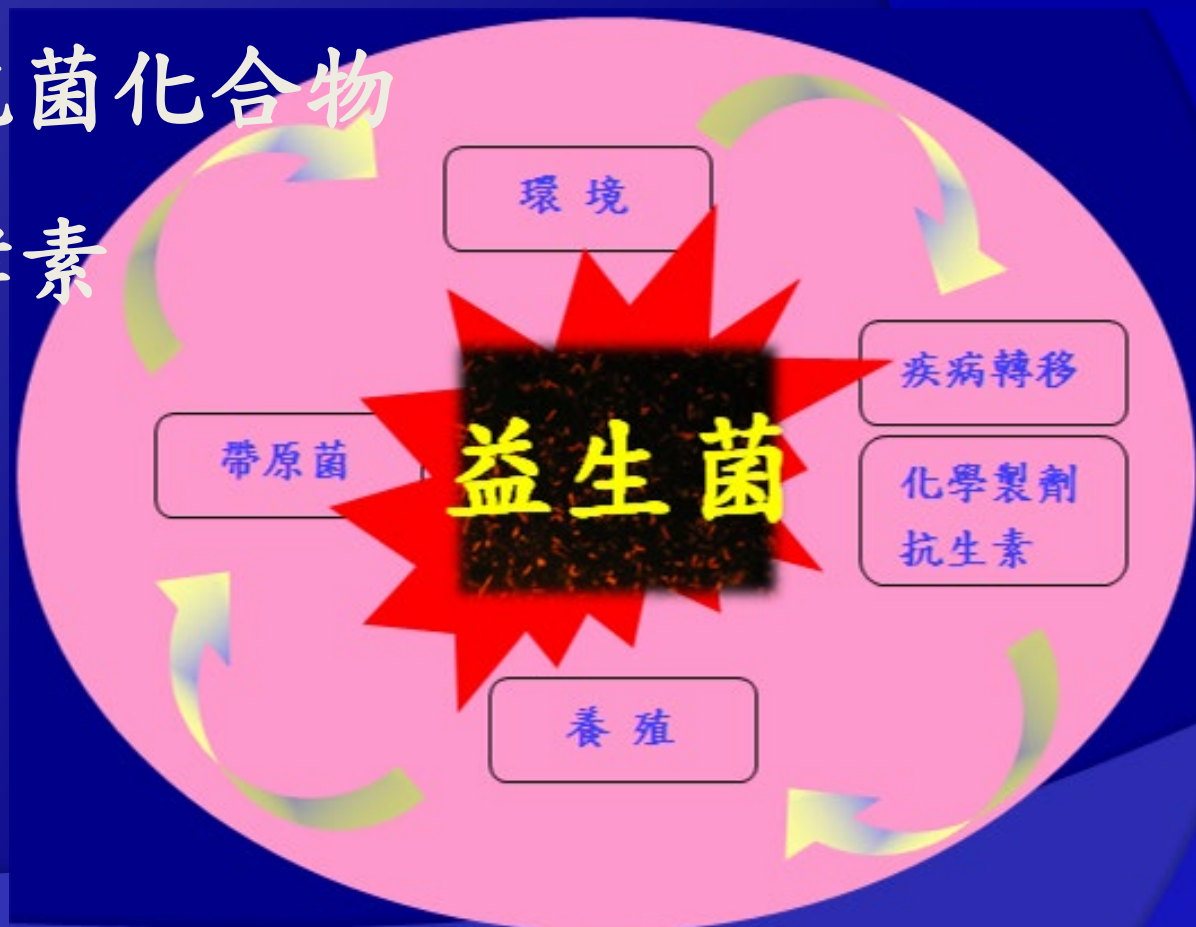 菌化合物
素
環 境
疾病轉移
化學製劑
抗生素
帶原菌
益生菌
養 殖